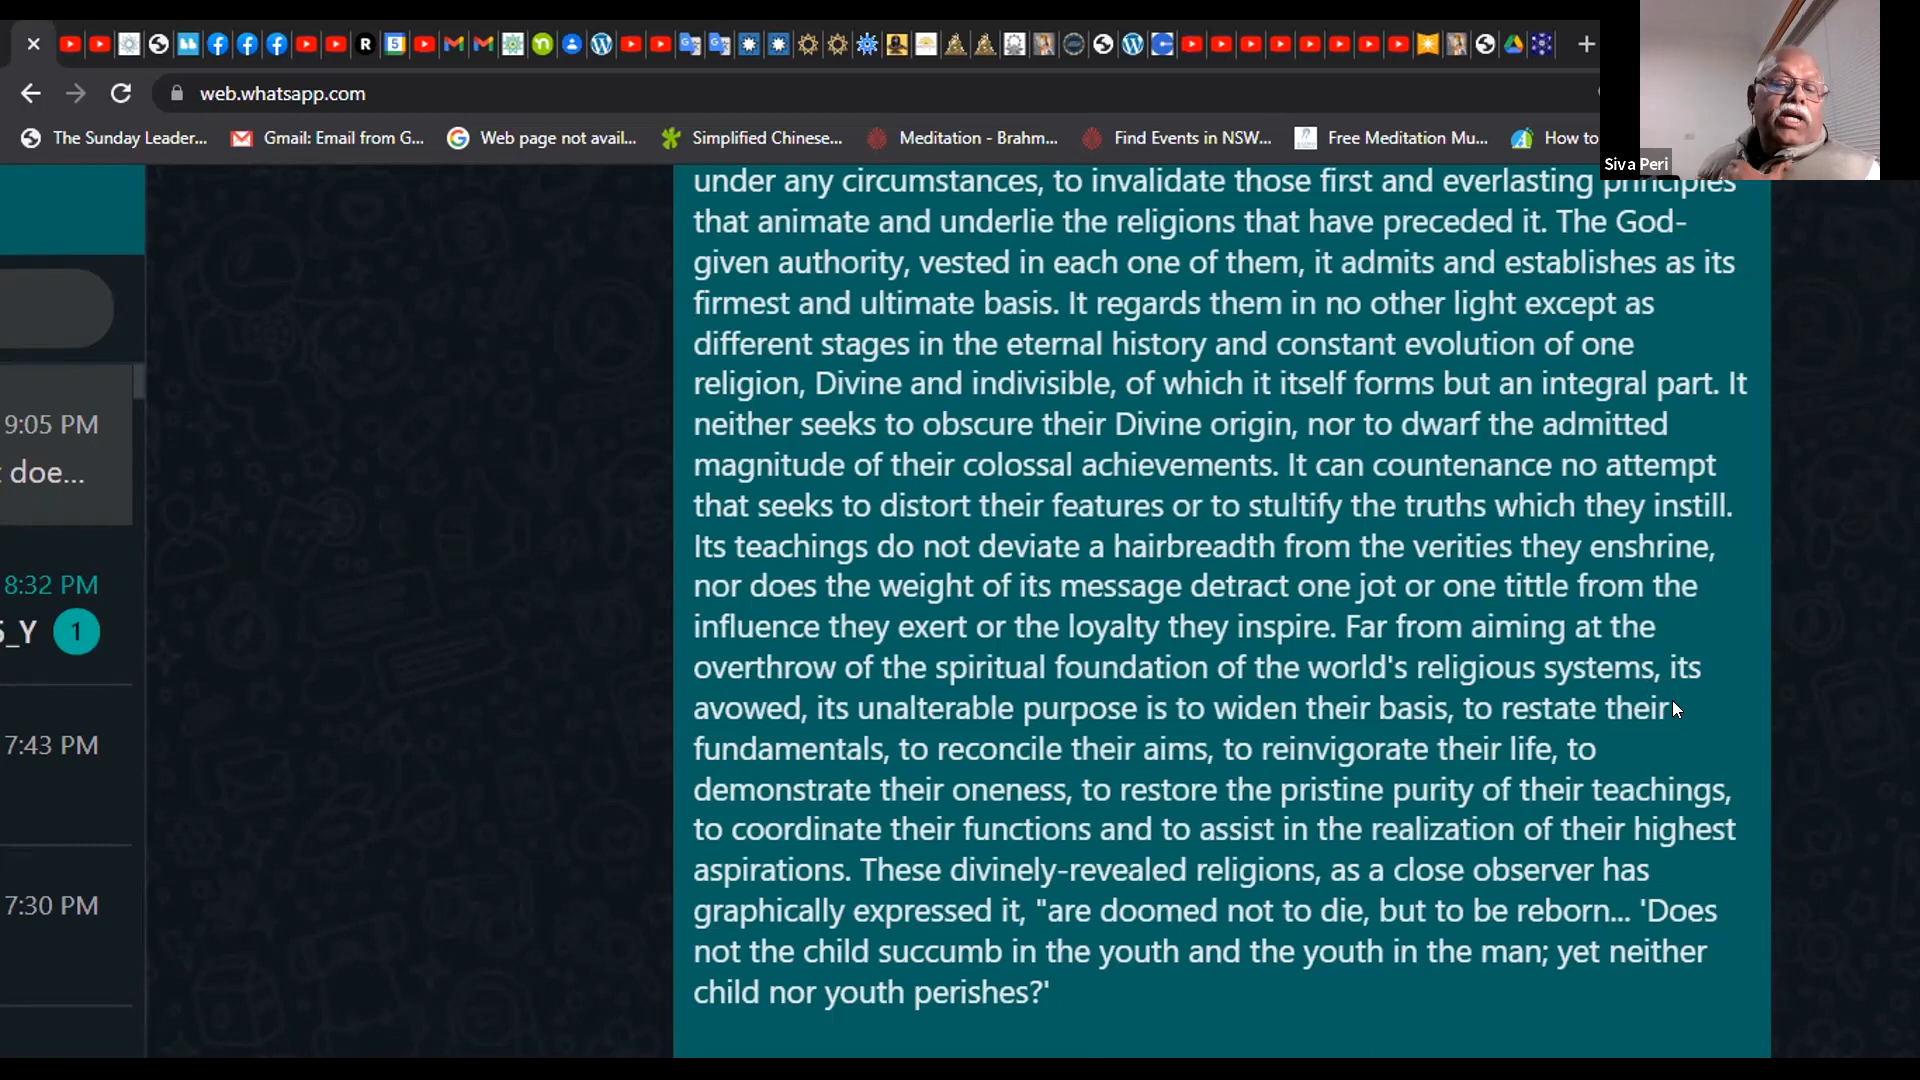 web.whatsapp.com
The Sunday Leader...
Gmail: Email from G...
Web page not avail...
Simplified Chinese...
Meditation - Brahm...
Find Events in NSW...
Free Meditation Mu...
How to
Siva Peri
9:05 PM
doe...
8:32 PM
_Y
1
7:43 PM
7:30 PM
under any circumstances, to invalidate those first and everlasting principles
that animate and underlie the religions that have preceded it. The God-
given authority, vested in each one of them, it admits and establishes as its
firmest and ultimate basis. It regards them in no other light except as
different stages in the eternal history and constant evolution of one
religion, Divine and indivisible, of which it itself forms but an integral part. It
neither seeks to obscure their Divine origin, nor to dwarf the admitted
magnitude of their colossal achievements. It can countenance no attempt
that seeks to distort their features or to stultify the truths which they instill.
Its teachings do not deviate a hairbreadth from the verities they enshrine,
nor does the weight of its message detract one jot or one tittle from the
influence they exert or the loyalty they inspire. Far from aiming at the
overthrow of the spiritual foundation of the world's religious systems, its
avowed, its unalterable purpose is to widen their basis, to restate their
fundamentals, to reconcile their aims, to reinvigorate their life, to
demonstrate their oneness, to restore the pristine purity of their teachings,
to coordinate their functions and to assist in the realization of their highest
aspirations. These divinely-revealed religions, as a close observer has
graphically expressed it, "are doomed not to die, but to be reborn... 'Does
not the child succumb in the youth and the youth in the man; yet neither
child nor youth perishes?'